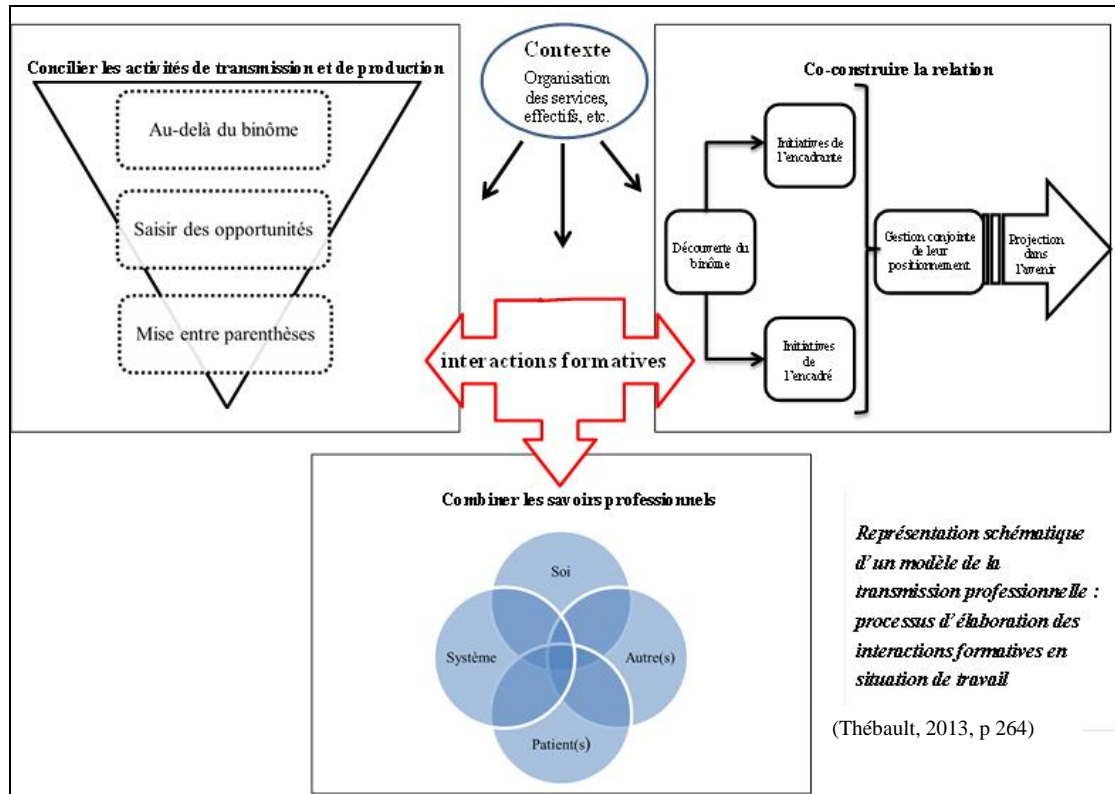 Concilier les activités de transmission et de production
Au-delà du binôme
Saisir des opportunités
Mise entre parenthèses
Contexte
Organisation
des services,
effectifs, etc.
Co-construire la relation
Initiatives de
l'encadrante
Découverte du
binôme
Initiatives
de
l'encadré
Gestion conjointe
de leur
positionnement
Projection
dans
l'avenir
interactions formatives
Combiner les savoirs professionnels
Soi
Système
Autre(s)
Patient(s)
Représentation schématique
d'un modèle de la
transmission professionnelle :
processus d'élaboration des
interactions formatives en
situation de travail
(Thébault, 2013, p 264)